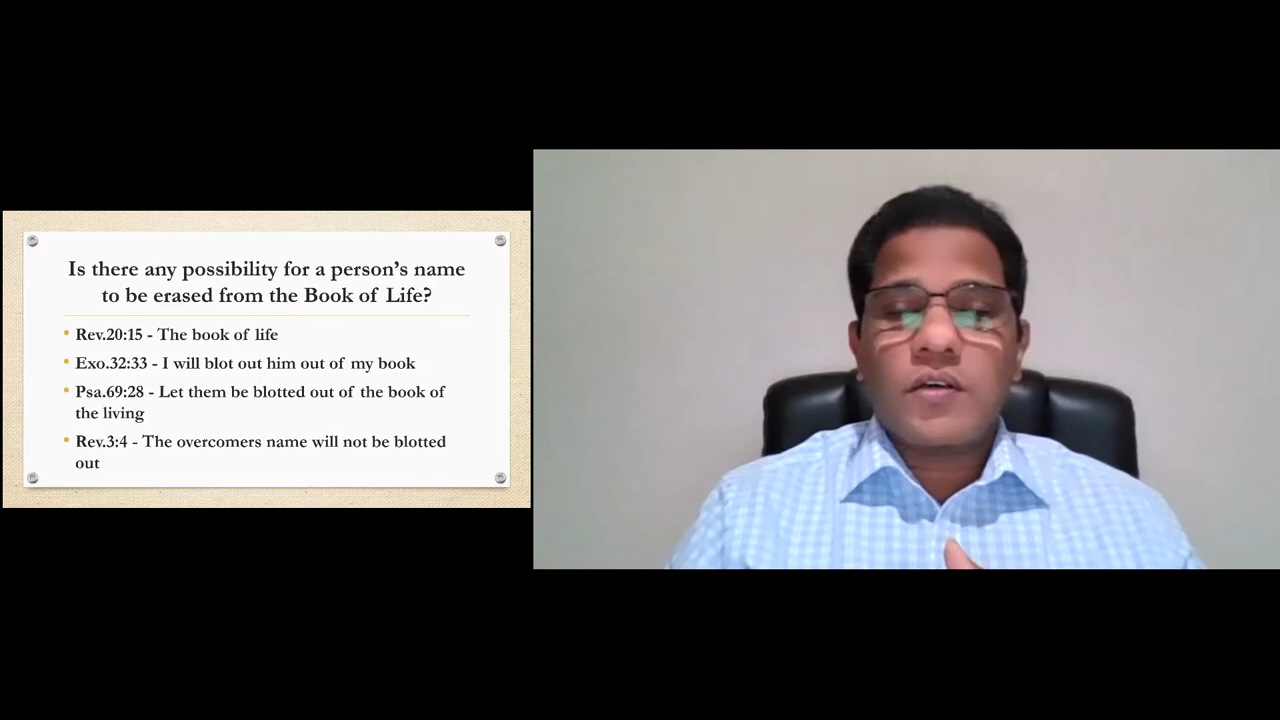 Is there any possibility for a person’s name
to be erased from the Book of Life?
• Rev.20:15 - The book of life
• Exo.32:33 - I will blot out him out of my book
• Psa.69:28 - Let them be blotted out of the book of
the living
• Rev.3:4 - The overcomers name will not be blotted
out